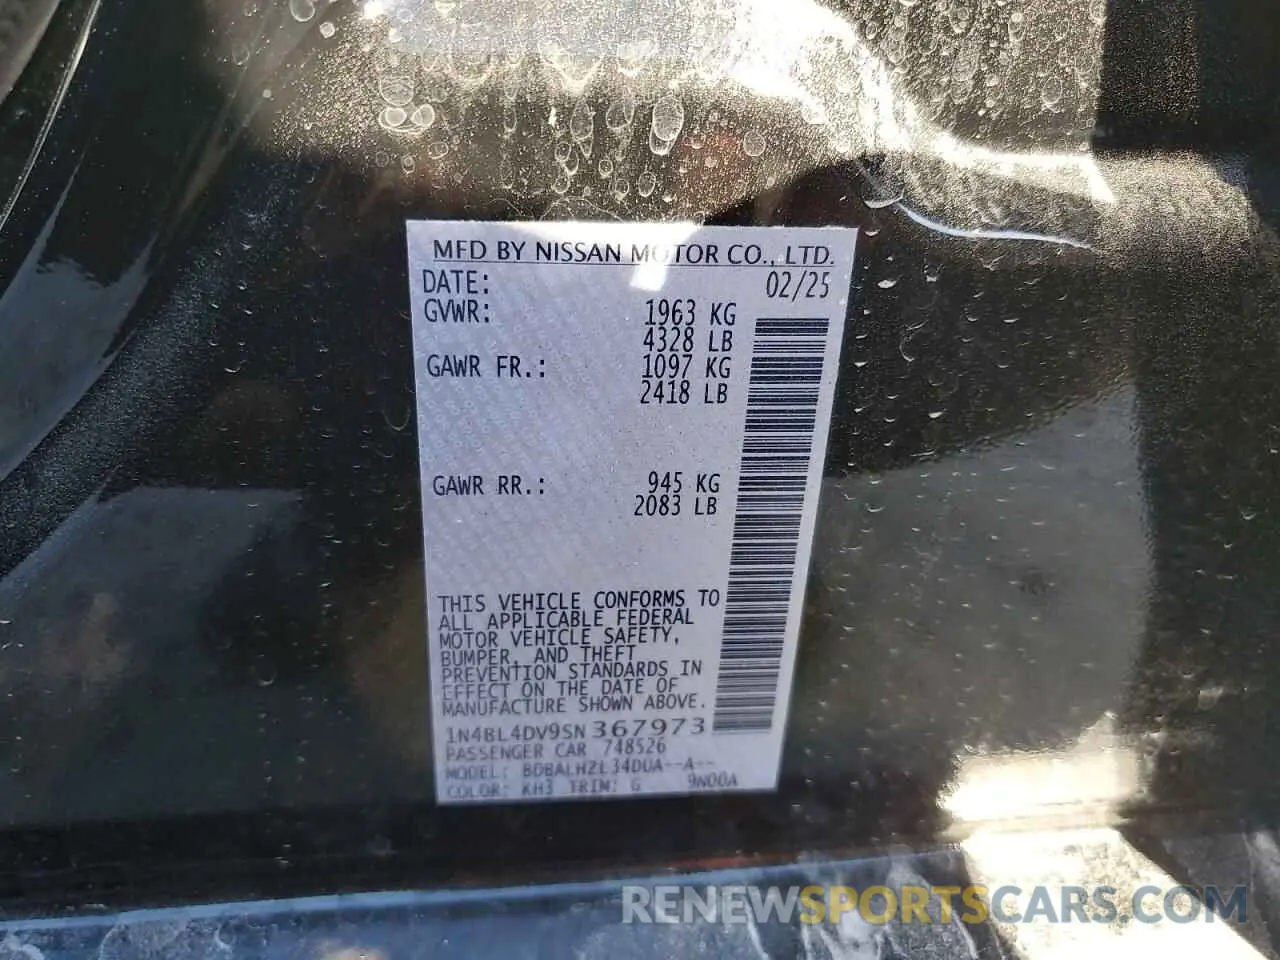 MFD BY NISSAN MOTOR CO., LTD.
DATE: 02/25
GVWR: 1963 KG
4328 LB
GAWR FR.: 1097 KG
2418 LB
GAWR RR.: 945 KG
2083 LB
THIS VEHICLE CONFORMS TO
ALL APPLICABLE FEDERAL
MOTOR VEHICLE SAFETY,
BUMPER, AND THEFT
PREVENTION STANDARDS IN
EFFECT ON THE DATE OF
MANUFACTURE SHOWN ABOVE.
1N4BL4DV9SN367973
PASSENGER CAR 748526
MODEL: BDBALHZL34DUA--A--
COLOR: KH3 TRIM: G 9N00A
RENEWSPORTSCARS.COM